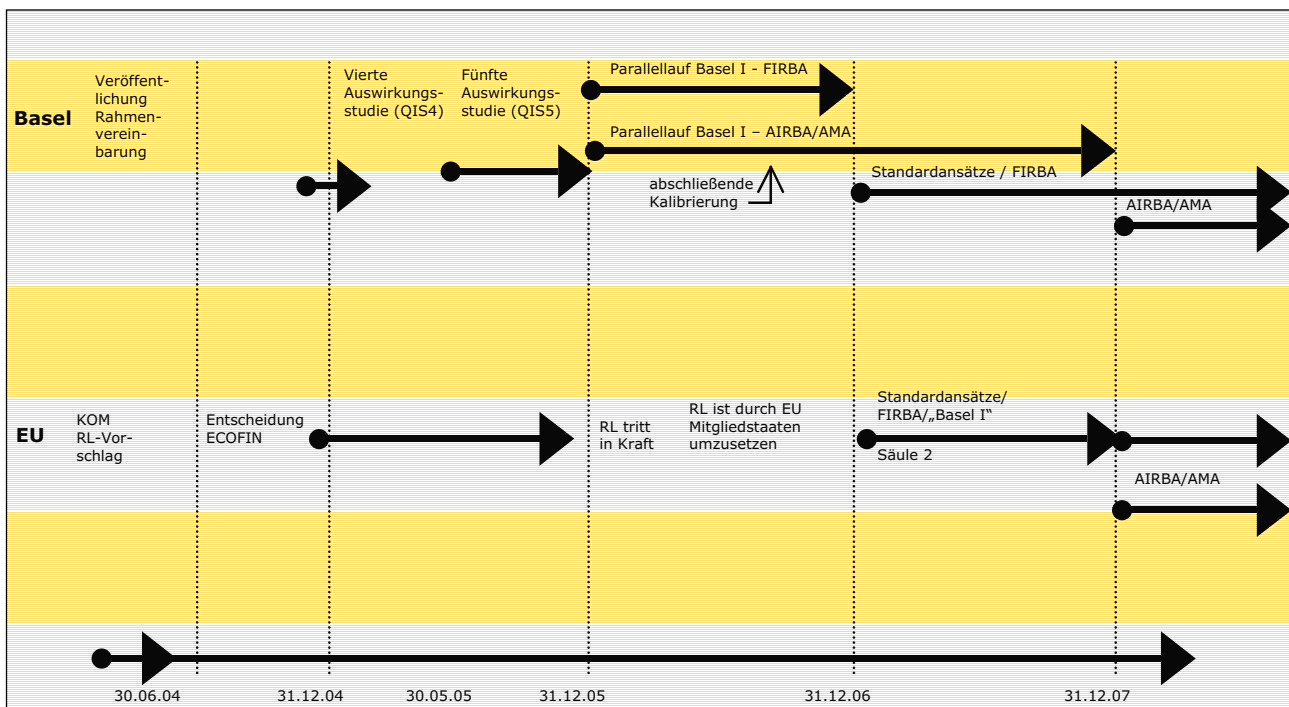 Basel
Veröffent-
lichung
Rahmen-
verein-
barung
Vierte
Auswirkungs-
studie (QIS4)
Fünfte
Auswirkungs-
studie (QIS5)
Parallellauf Basel I - FIRBA
Parallellauf Basel I – AIRBA/AMA
abschließende
Kalibrierung
Standardansätze / FIRBA
AIRBA/AMA
EU
KOM
RL-Vor-
schlag
Entscheidung
ECOFIN
RL tritt
in Kraft
RL ist durch EU
Mitgliedstaaten
umzusetzen
Standardansätze/
FIRBA/„Basel I“
Säule 2
AIRBA/AMA
30.06.04
31.12.04
30.05.05
31.12.05
31.12.06
31.12.07